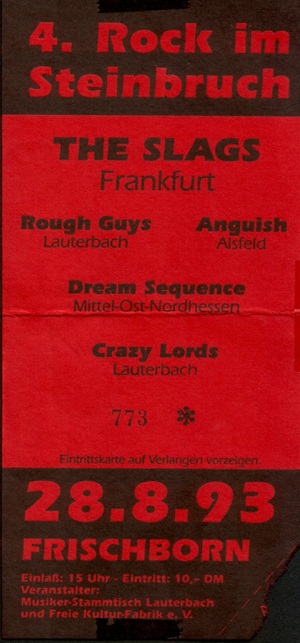 4. Rock im
Steinbruch
THE SLAGS
Frankfurt
Rough Guys Anguish
Lauterbach Alsfeld
Dream Sequence
Mittel-Ost-Nordhessen
Crazy Lords
Lauterbach
773 *
Eintrittskarte auf Verlangen vorzeigen.
28.8.93
FRISCHBORN
Einlaß: 15 Uhr - Eintritt: 10,- DM
Veranstalter:
Musiker-Stammtisch Lauterbach
und Freie Kultur-Fabrik e. V.